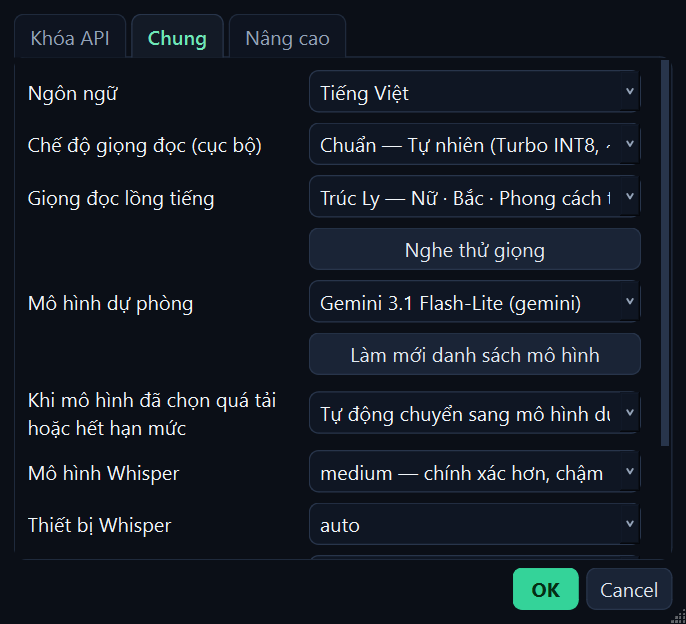 Khóa API
Chung
Nâng cao
Ngôn ngữ
Tiếng Việt
Chế độ giọng đọc (cục bộ)
Chuẩn — Tự nhiên (Turbo INT8, ~
Giọng đọc lồng tiếng
Trúc Ly — Nữ · Bắc · Phong cách t
Nghe thử giọng
Mô hình dự phòng
Gemini 3.1 Flash-Lite (gemini)
Làm mới danh sách mô hình
Khi mô hình đã chọn quá tải
hoặc hết hạn mức
Tự động chuyển sang mô hình dự
Mô hình Whisper
medium — chính xác hơn, chậm
Thiết bị Whisper
auto
OK
Cancel